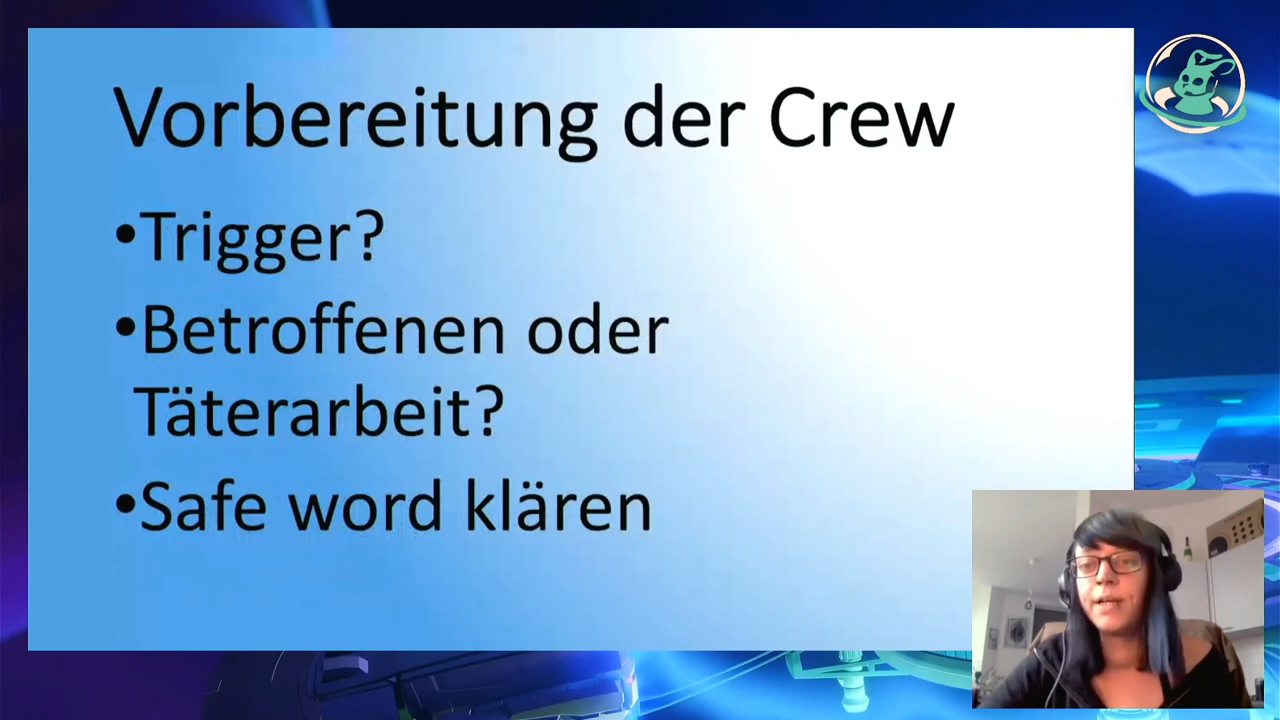 Vorbereitung der Crew
•Trigger?
•Betroffenen oder
Täterarbeit?
•Safe word klären